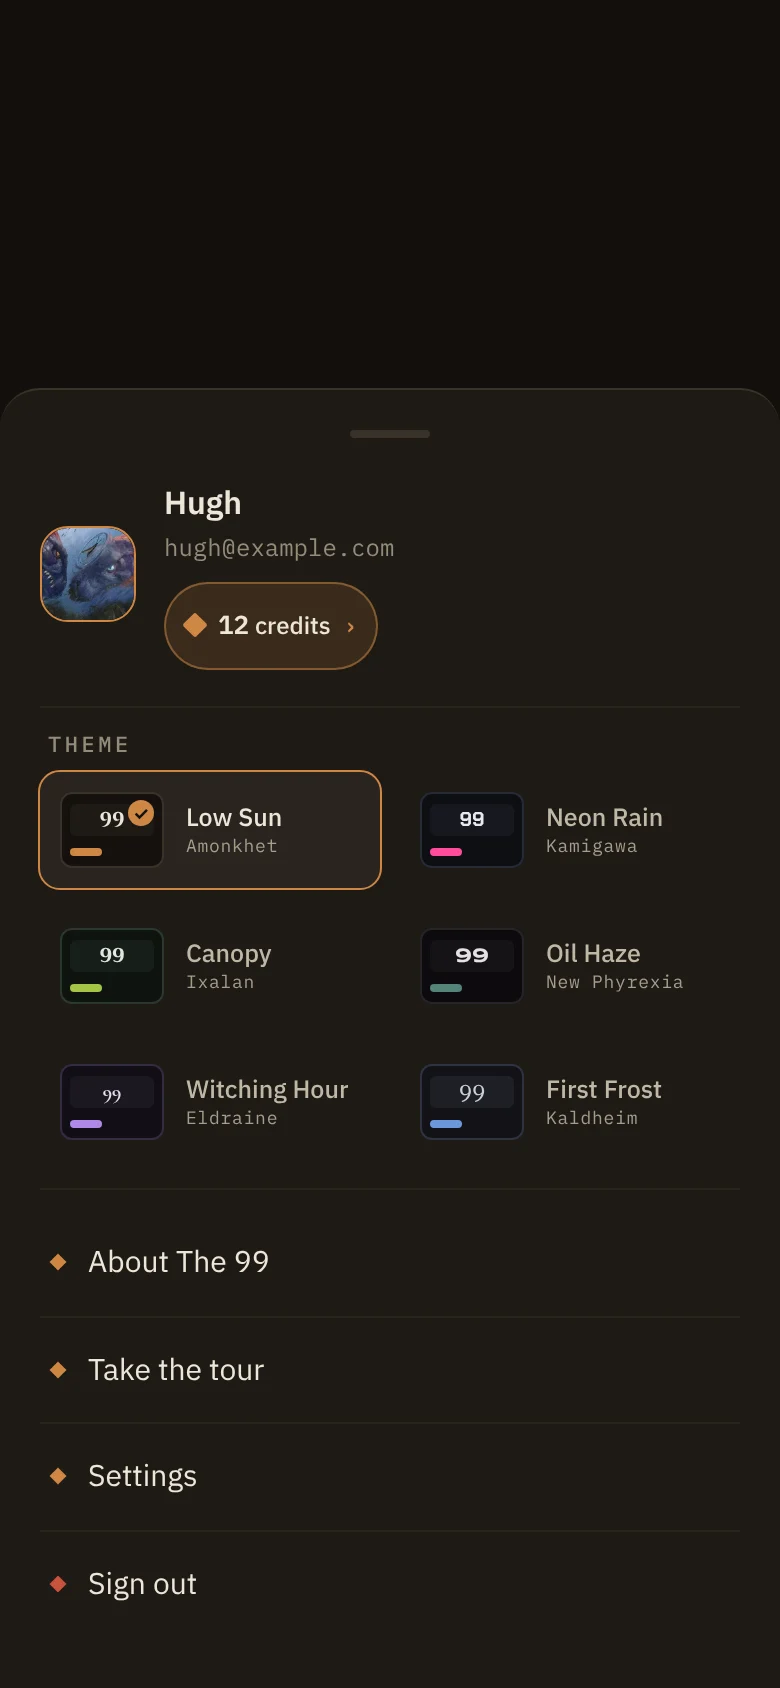 Hugh
hugh@example.com
12 credits ›
THEME
99
Low Sun
Amonkhet
99
Neon Rain
Kamigawa
99
Canopy
Ixalan
99
Oil Haze
New Phyrexia
99
Witching Hour
Eldraine
99
First Frost
Kaldheim
About The 99
Take the tour
Settings
Sign out